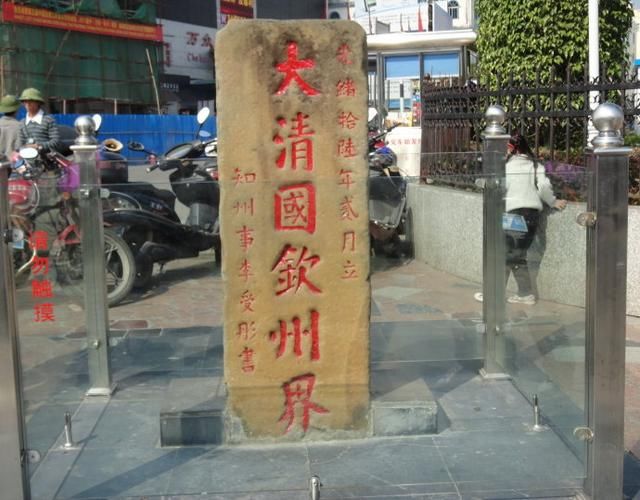 光緒拾陸年貳月立
大清國欽州界
知州事李受彤書
請勿触摸